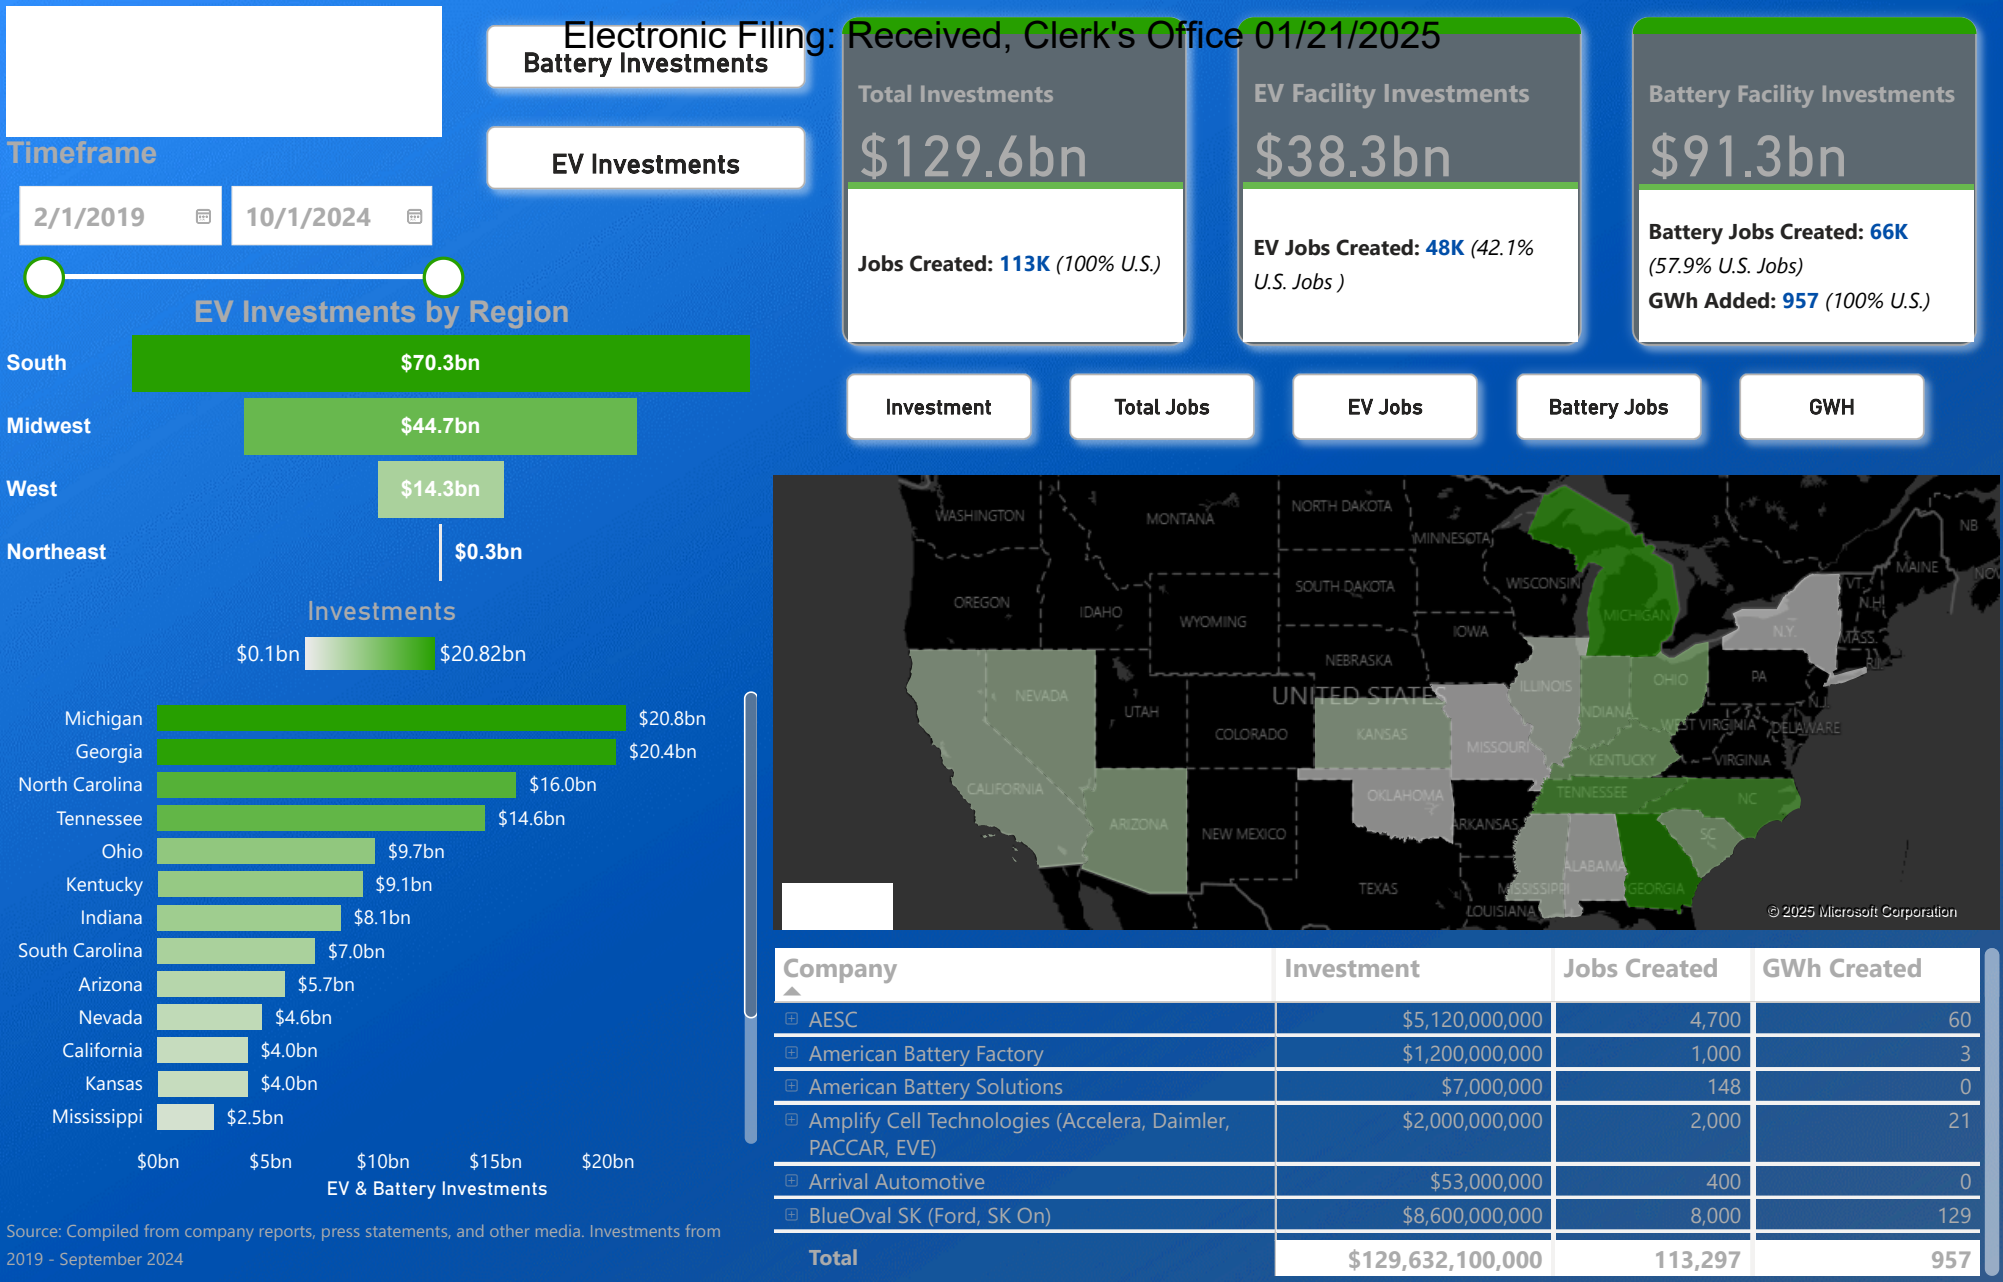 Electronic Filing: Received, Clerk's Office 01/21/2025
Battery Investments
EV Investments
Timeframe
2/1/2019
10/1/2024
Total Investments
$129.6bn
Jobs Created: 113K (100% U.S.)
EV Facility Investments
$38.3bn
EV Jobs Created: 48K (42.1%
U.S. Jobs )
Battery Facility Investments
$91.3bn
Battery Jobs Created: 66K
(57.9% U.S. Jobs)
GWh Added: 957 (100% U.S.)
EV Investments by Region
South $70.3bn
Midwest $44.7bn
West $14.3bn
Northeast $0.3bn
Investments
$0.1bn $20.82bn
Michigan $20.8bn
Georgia $20.4bn
North Carolina $16.0bn
Tennessee $14.6bn
Ohio $9.7bn
Kentucky $9.1bn
Indiana $8.1bn
South Carolina $7.0bn
Arizona $5.7bn
Nevada $4.6bn
California $4.0bn
Kansas $4.0bn
Mississippi $2.5bn
$0bn $5bn $10bn $15bn $20bn
EV & Battery Investments
Source: Compiled from company reports, press statements, and other media. Investments from
2019 - September 2024
Investment
Total Jobs
EV Jobs
Battery Jobs
GWH
WASHINGTON
MONTANA
NORTH DAKOTA
MINNESOTA
NB
MAINE
VT.
N.H.
OREGON
IDAHO
WYOMING
SOUTH DAKOTA
WISCONSIN
MICHIGAN
N.Y.
MASS.
R.I.
IOWA
NEBRASKA
NEVADA
UTAH
UNITED STATES
ILLINOIS
OHIO
PA
N.J.
INDIANA
WEST VIRGINIA
DELAWARE
COLORADO
KANSAS
MISSOURI
KENTUCKY
VIRGINIA
CALIFORNIA
OKLAHOMA
TENNESSEE
NC
ARIZONA
NEW MEXICO
ARKANSAS
SC
TEXAS
MISSISSIPPI
ALABAMA
GEORGIA
LOUISIANA
© 2025 Microsoft Corporation
Company Investment Jobs Created GWh Created
AESC $5,120,000,000 4,700 60
American Battery Factory $1,200,000,000 1,000 3
American Battery Solutions $7,000,000 148 0
Amplify Cell Technologies (Accelera, Daimler, $2,000,000,000 2,000 21
PACCAR, EVE)
Arrival Automotive $53,000,000 400 0
BlueOval SK (Ford, SK On) $8,600,000,000 8,000 129
Total $129,632,100,000 113,297 957